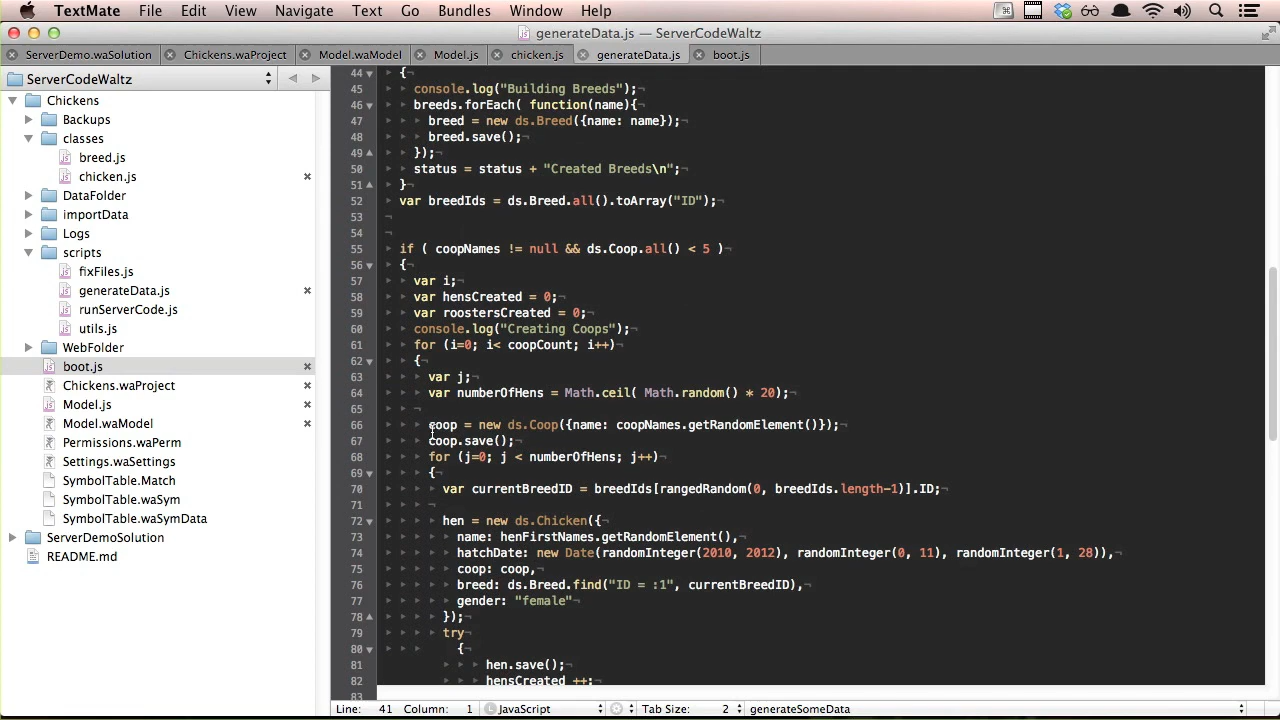 TextMate File Edit View Navigate Text Go Bundles Window Help
generateData.js — ServerCodeWaltz
ServerDemo.waSolution Chickens.waProject Model.waModel Model.js chicken.js generateData.js boot.js
ServerCodeWaltz
Chickens
Backups
classes
breed.js
chicken.js
DataFolder
importData
Logs
scripts
fixFiles.js
generateData.js
runServerCode.js
utils.js
WebFolder
boot.js
Chickens.waProject
Model.js
Model.waModel
Permissions.waPerm
Settings.waSettings
SymbolTable.Match
SymbolTable.waSym
SymbolTable.waSymData
ServerDemoSolution
README.md
44 {
45 console.log("Building Breeds");
46 breeds.forEach( function(name){
47 breed = new ds.Breed({name: name});
48 breed.save();
49 });
50 status = status + "Created Breeds\n";
51 }
52 var breedIds = ds.Breed.all().toArray("ID");
53
54
55 if ( coopNames != null && ds.Coop.all() < 5 )
56 {
57 var i;
58 var hensCreated = 0;
59 var roostersCreated = 0;
60 console.log("Creating Coops");
61 for (i=0; i< coopCount; i++)
62 {
63 var j;
64 var numberOfHens = Math.ceil( Math.random() * 20);
65
66 coop = new ds.Coop({name: coopNames.getRandomElement()});
67 coop.save();
68 for (j=0; j < numberOfHens; j++)
69 {
70 var currentBreedID = breedIds[rangedRandom(0, breedIds.length-1)].ID;
71
72 hen = new ds.Chicken({
73 name: henFirstNames.getRandomElement(),
74 hatchDate: new Date(randomInteger(2010, 2012), randomInteger(0, 11), randomInteger(1, 28)),
75 coop: coop,
76 breed: ds.Breed.find("ID = :1", currentBreedID),
77 gender: "female"
78 });
79 try
80 {
81 hen.save();
82 hensCreated ++;
83
Line: 41 Column: 1 JavaScript Tab Size: 2 generateSomeData